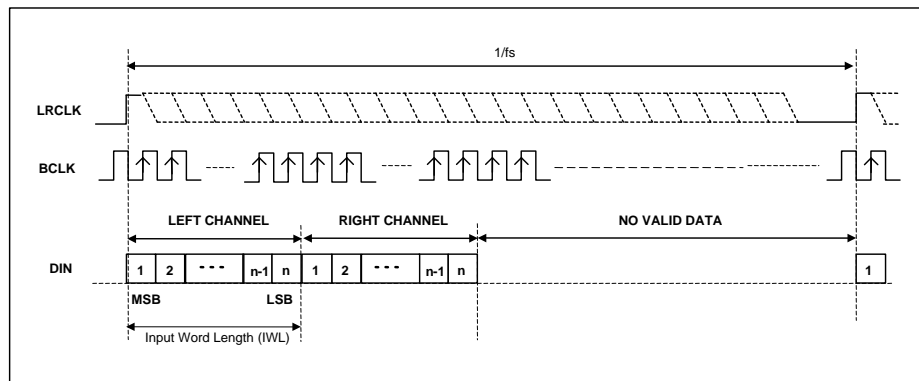 1/fs
LRCLK
BCLK
LEFT CHANNEL RIGHT CHANNEL NO VALID DATA
DIN 1 2 --- n-1 n 1 2 --- n-1 n 1
MSB LSB
Input Word Length (IWL)